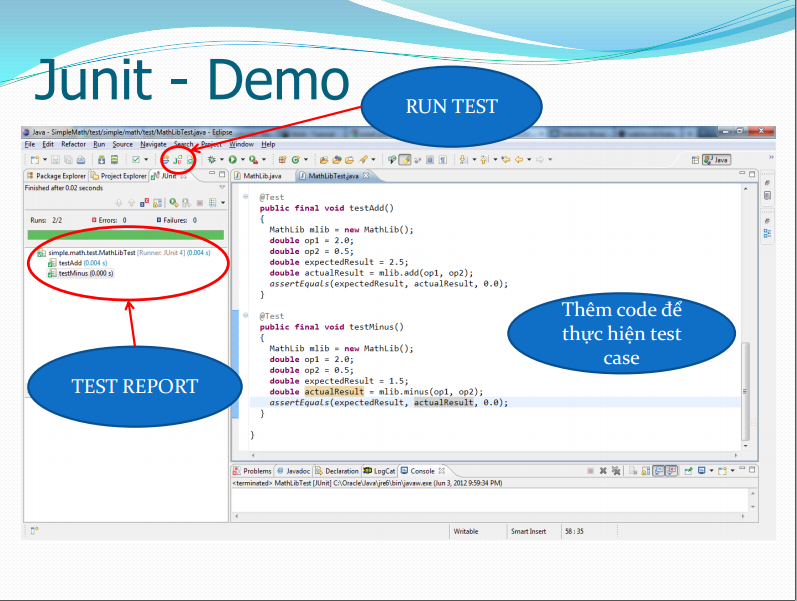 Junit - Demo
RUN TEST
Java - SimpleMath/test/simple/math/test/MathLibTest.java - Eclipse
File Edit Refactor Run Source Navigate Search Project Window Help
Java
Package Explorer Project Explorer JUnit
Finished after 0.02 seconds
Runs: 2/2 Errors: 0 Failures: 0
simple.math.test.MathLibTest [Runner: JUnit 4] (0.004 s)
testAdd (0.004 s)
testMinus (0.000 s)
TEST REPORT
MathLib.java MathLibTest.java
@Test
public final void testAdd()
{
MathLib mlib = new MathLib();
double op1 = 2.0;
double op2 = 0.5;
double expectedResult = 2.5;
double actualResult = mlib.add(op1, op2);
assertEquals(expectedResult, actualResult, 0.0);
}
@Test
public final void testMinus()
{
MathLib mlib = new MathLib();
double op1 = 2.0;
double op2 = 0.5;
double expectedResult = 1.5;
double actualResult = mlib.minus(op1, op2);
assertEquals(expectedResult, actualResult, 0.0);
}
}
Thêm code để
thực hiện test
case
Problems Javadoc Declaration LogCat Console
<terminated> MathLibTest [JUnit] C:\Oracle\Java\jre6\bin\javaw.exe (Jun 3, 2012 9:59:34 PM)
Writable Smart Insert 58 : 35